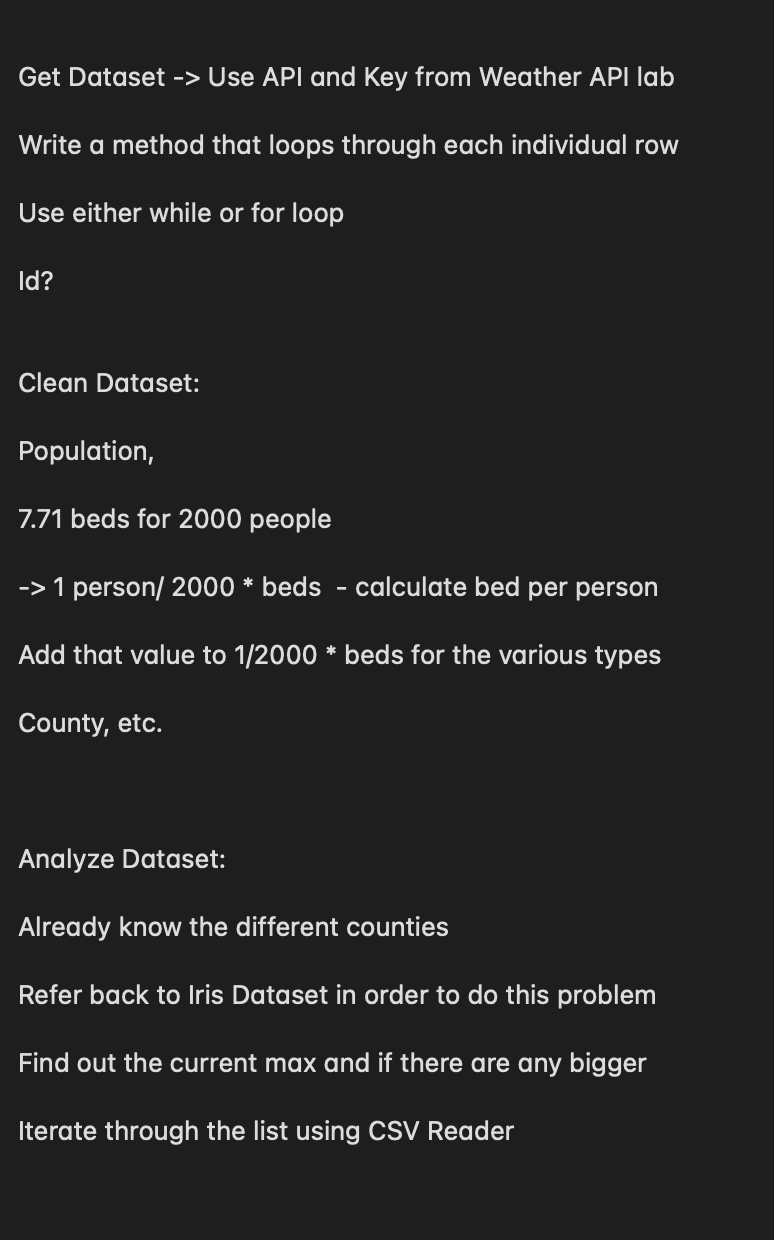 Get Dataset -> Use API and Key from Weather API lab
Write a method that loops through each individual row
Use either while or for loop
Id?
Clean Dataset:
Population,
7.71 beds for 2000 people
-> 1 person/ 2000 * beds  - calculate bed per person
Add that value to 1/2000 * beds for the various types
County, etc.
Analyze Dataset:
Already know the different counties
Refer back to Iris Dataset in order to do this problem
Find out the current max and if there are any bigger
Iterate through the list using CSV Reader